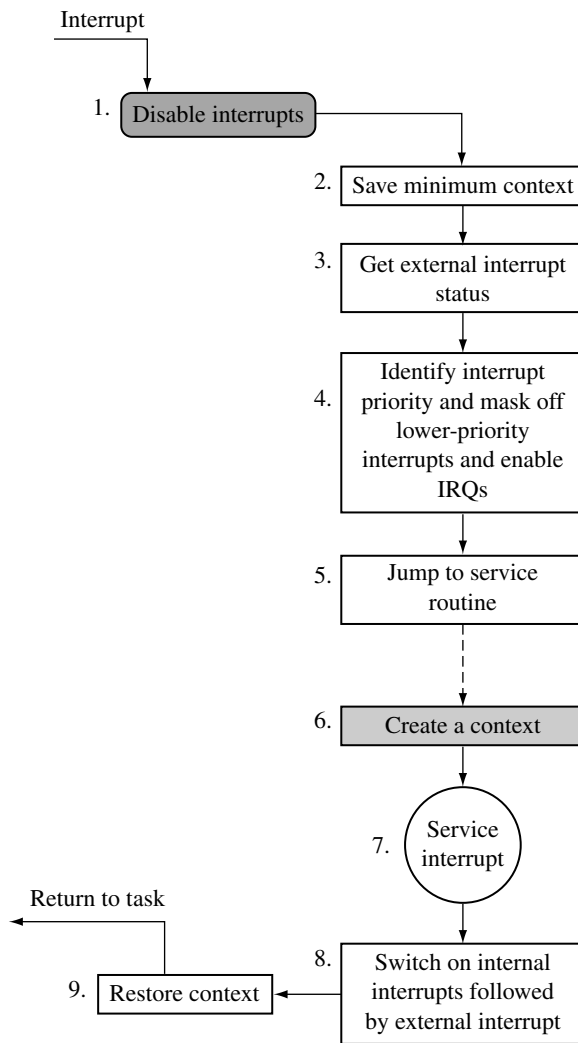 Interrupt
1. Disable interrupts
2. Save minimum context
3. Get external interrupt
status
4. Identify interrupt
priority and mask off
lower-priority
interrupts and enable
IRQs
5. Jump to service
routine
6. Create a context
7. Service
interrupt
8. Switch on internal
interrupts followed
by external interrupt
9. Restore context
Return to task